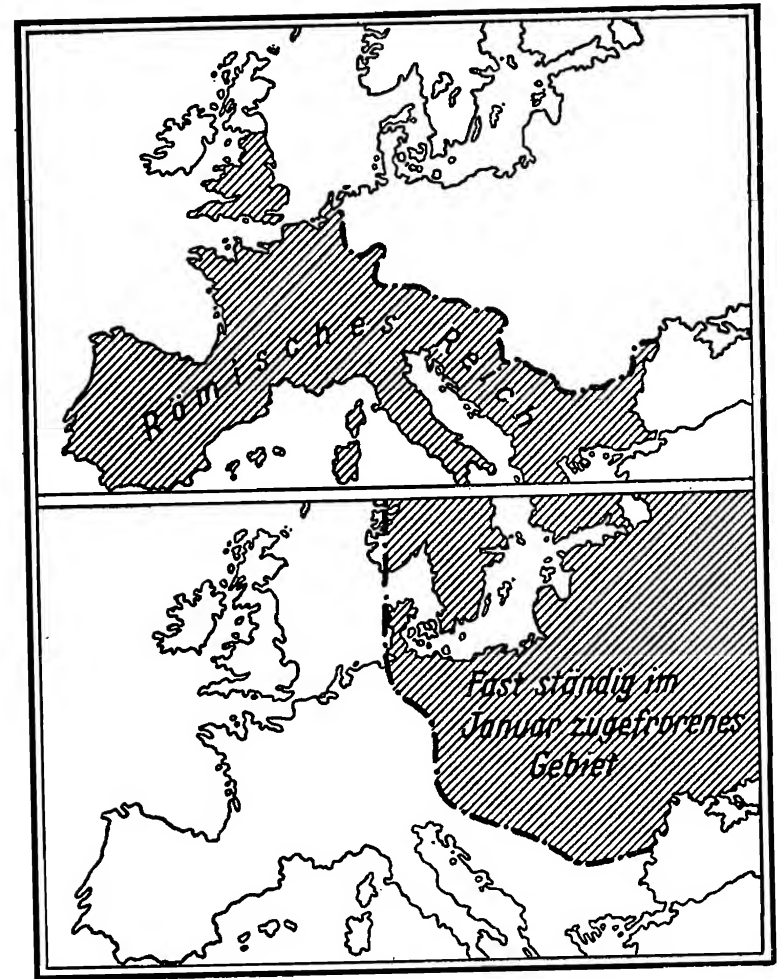 Römisches Reich
Fast ständig im
Januar zugefrorenes
Gebiet